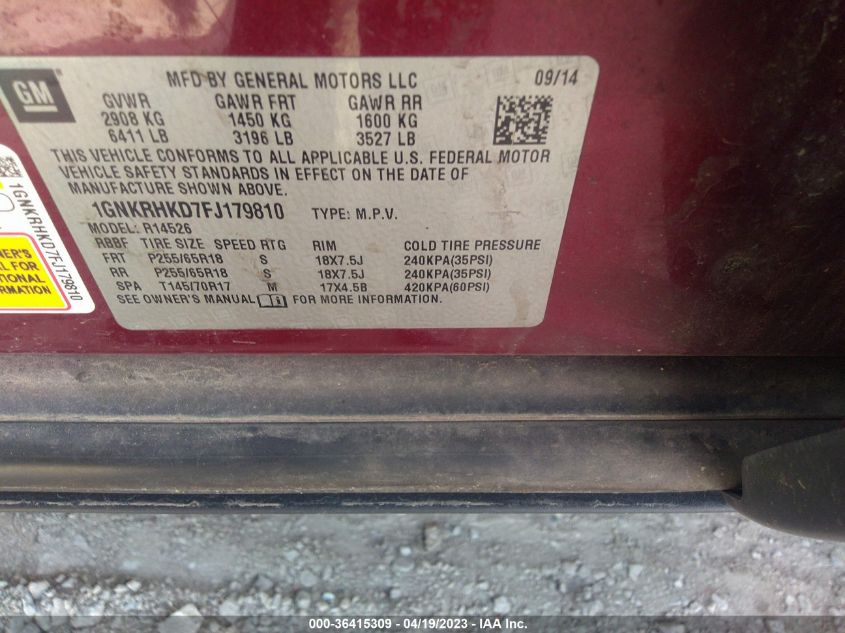 GM
MFD BY GENERAL MOTORS LLC 09/14
GVWR GAWR FRT GAWR RR
2908 KG 1450 KG 1600 KG
6411 LB 3196 LB 3527 LB
THIS VEHICLE CONFORMS TO ALL APPLICABLE U.S. FEDERAL MOTOR
VEHICLE SAFETY STANDARDS IN EFFECT ON THE DATE OF
MANUFACTURE SHOWN ABOVE.
1GNKRHKD7FJ179810 TYPE: M.P.V.
MODEL: R14526
RBBF TIRE SIZE SPEED RTG RIM COLD TIRE PRESSURE
FRT P255/65R18 S 18X7.5J 240KPA(35PSI)
RR P255/65R18 S 18X7.5J 240KPA(35PSI)
SPA T145/70R17 M 17X4.5B 420KPA(60PSI)
SEE OWNER'S MANUAL FOR MORE INFORMATION.
1GNKRHKD7FJ179810
FOR
TIONAL
MATION
000-36415309 - 04/19/2023 - IAA Inc.